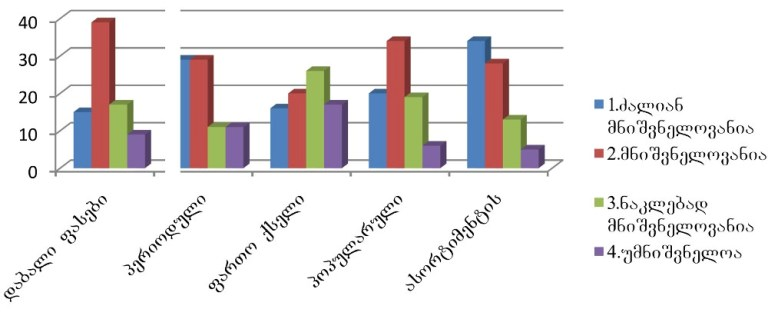 40
30
20
10
0
დაბალი ფასები
პერიოდული
ფართო ქსელი
პოპულარული
ასორტიმენტის
1.ძალიან
მნიშვნელოვანია
2.მნიშვნელოვანია
3.ნაკლებად
მნიშვნელოვანია
4.უმნიშვნელოა